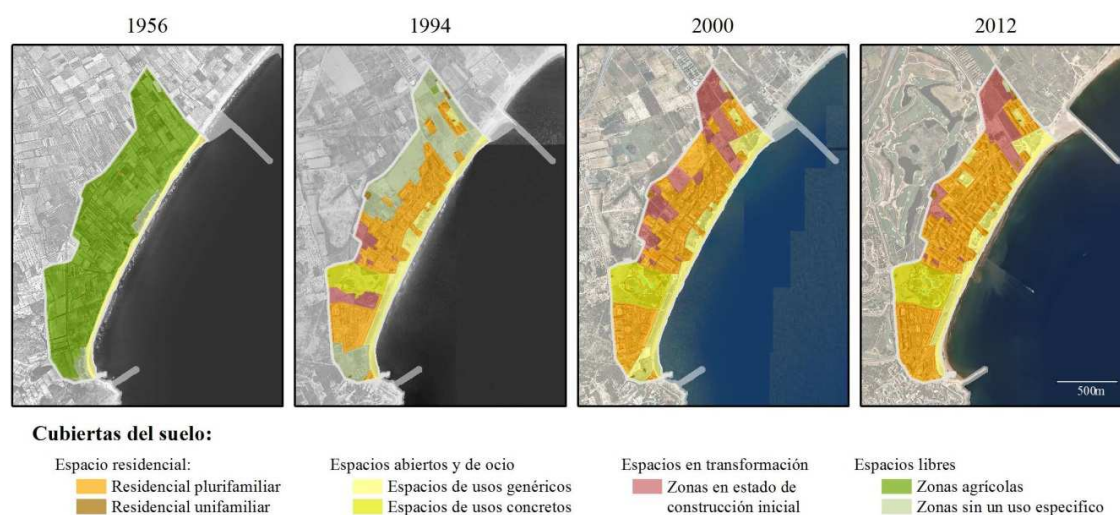 1956
1994
2000
2012
500m
Cubiertas del suelo:
Espacio residencial:
Residencial plurifamiliar
Residencial unifamiliar
Espacios abiertos y de ocio
Espacios de usos genéricos
Espacios de usos concretos
Espacios en transformación
Zonas en estado de
construcción inicial
Espacios libres
Zonas agrícolas
Zonas sin un uso especifico